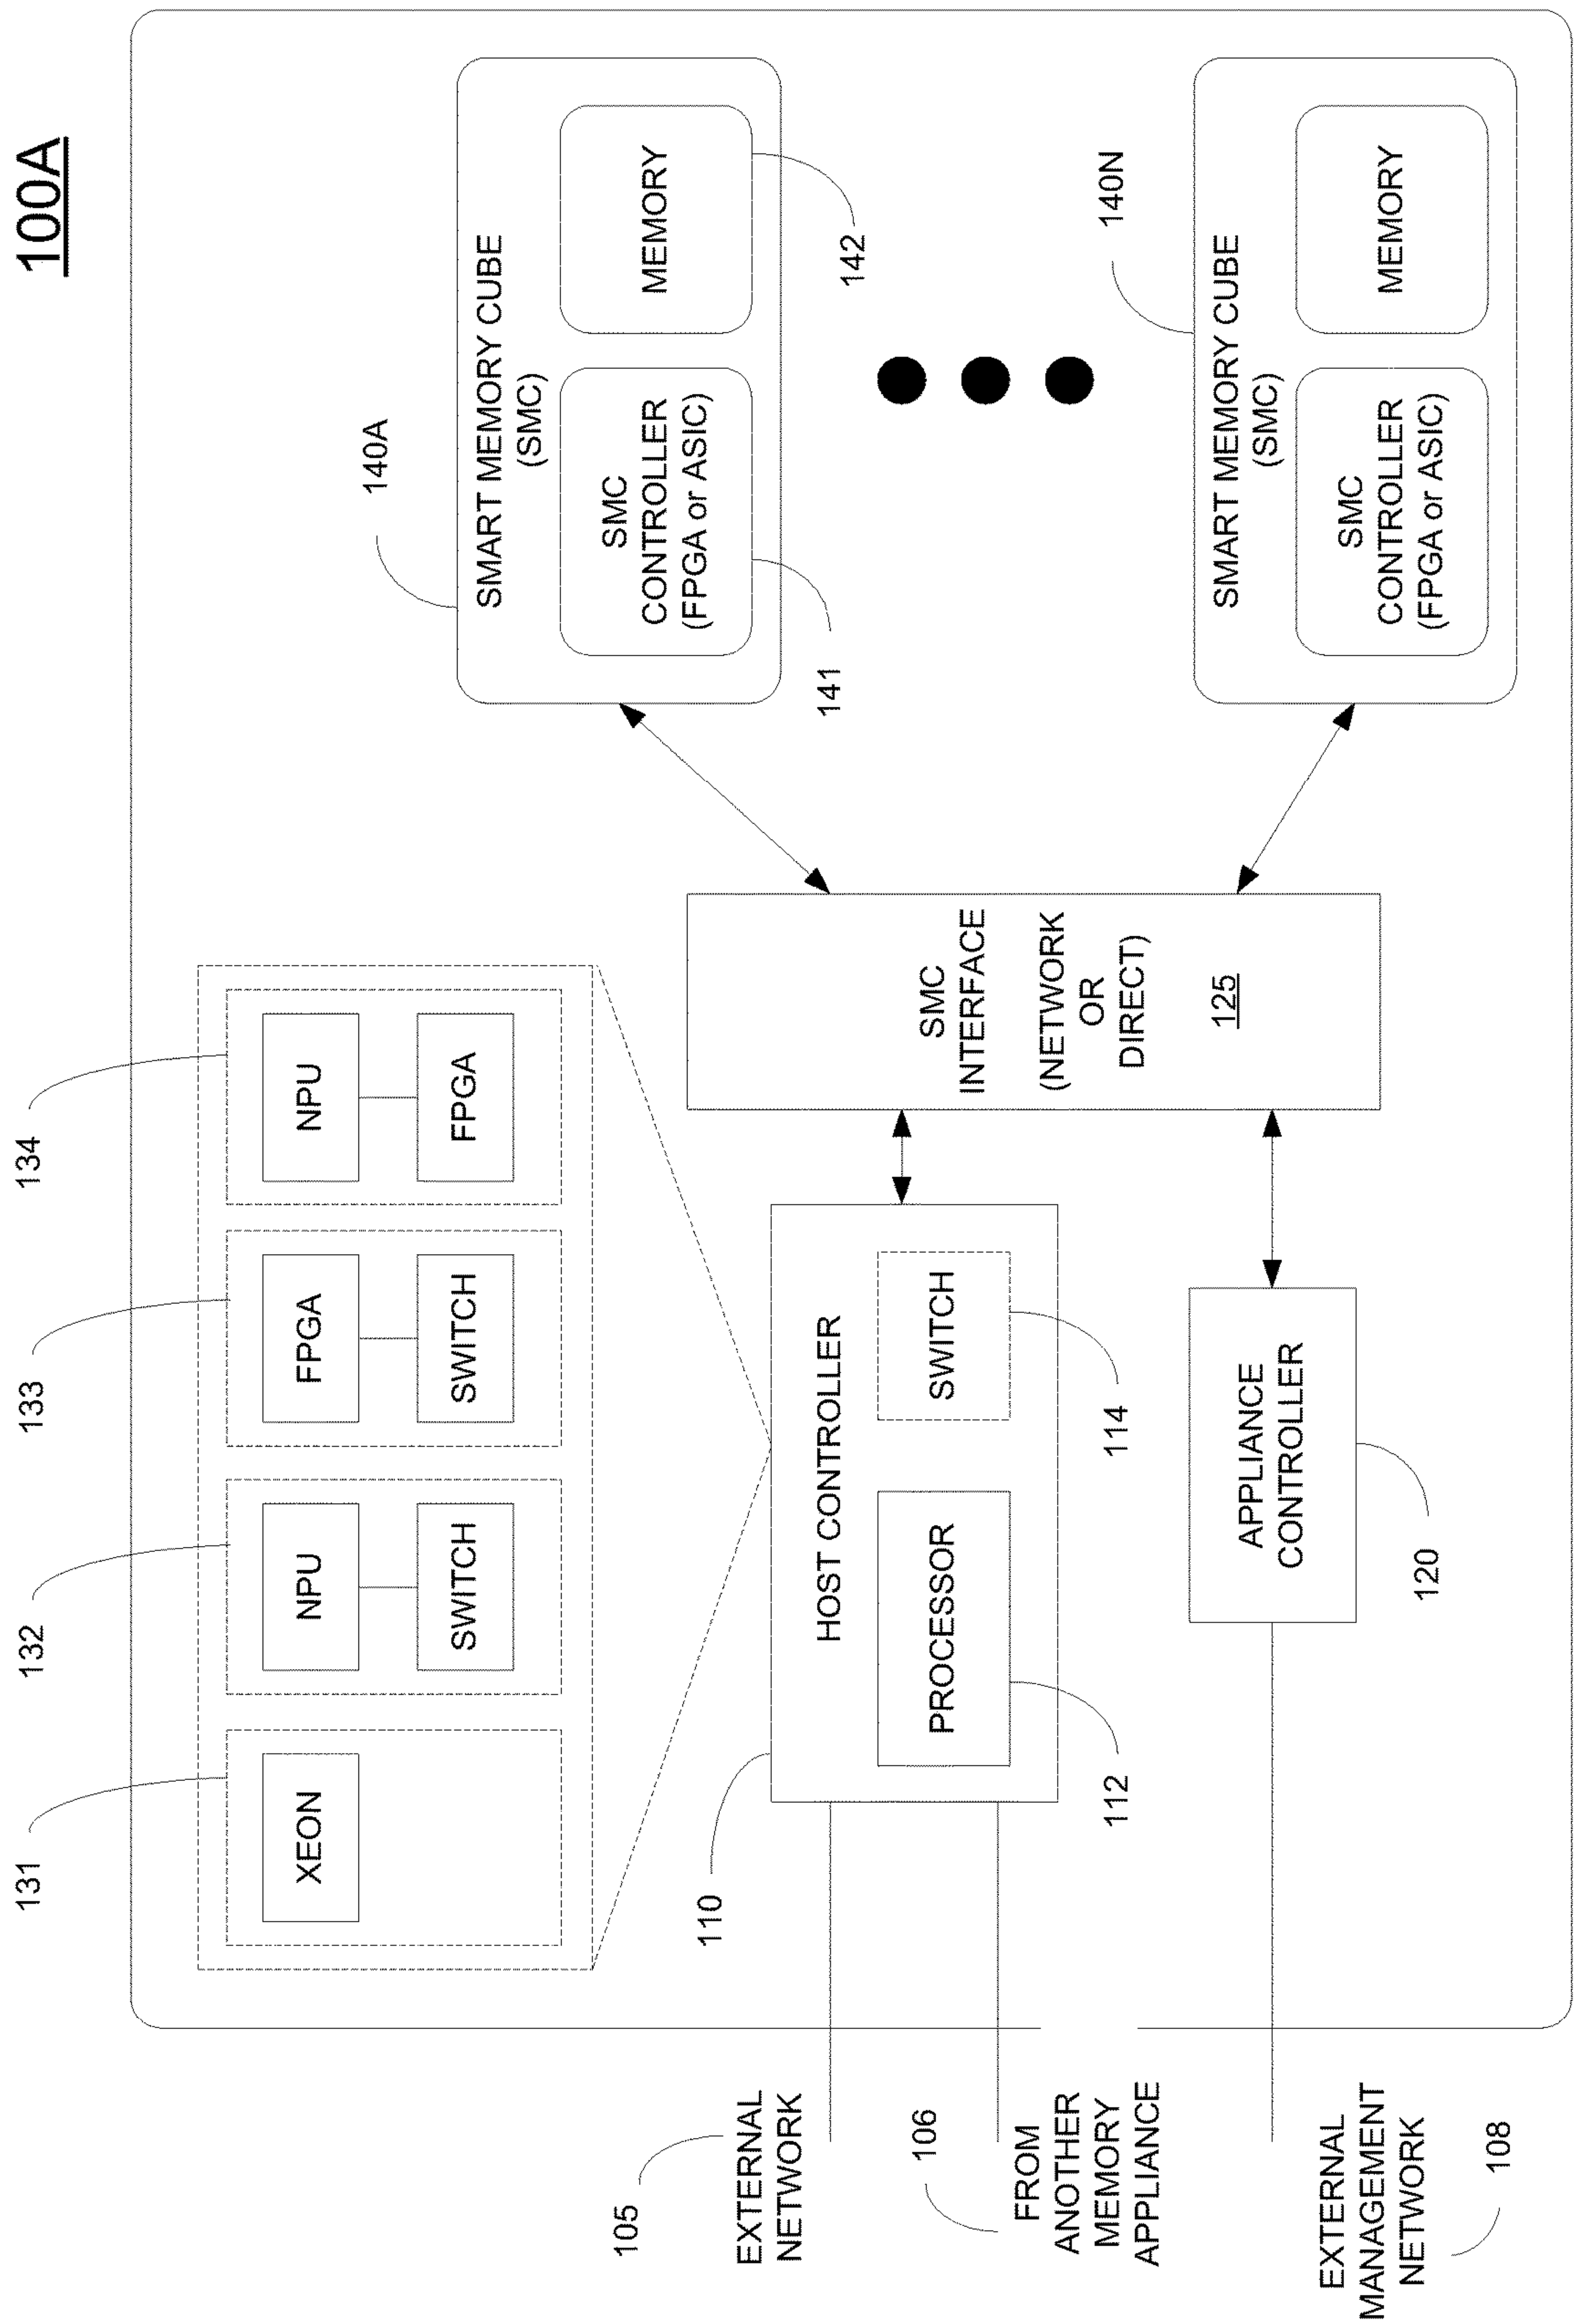 100A
131
132
133
134
XEON
NPU
SWITCH
FPGA
SWITCH
NPU
FPGA
140A
SMART MEMORY CUBE
(SMC)
SMC
CONTROLLER
(FPGA or ASIC)
MEMORY
141
142
105
EXTERNAL
NETWORK
110
HOST CONTROLLER
PROCESSOR
SWITCH
112
114
SMC
INTERFACE
(NETWORK
OR
DIRECT)
125
106
FROM
ANOTHER
MEMORY
APPLIANCE
140N
SMART MEMORY CUBE
(SMC)
SMC
CONTROLLER
(FPGA or ASIC)
MEMORY
APPLIANCE
CONTROLLER
120
EXTERNAL
MANAGEMENT
NETWORK
108